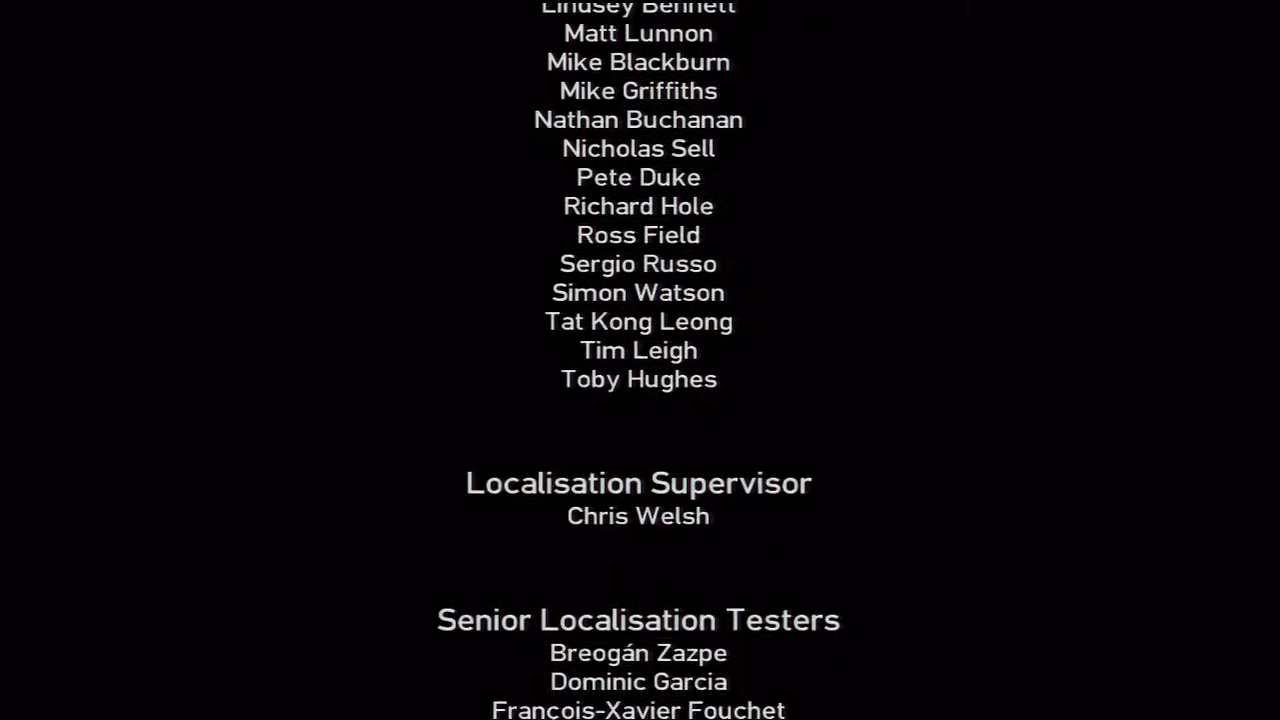 Lindsey Bennett
Matt Lunnon
Mike Blackburn
Mike Griffiths
Nathan Buchanan
Nicholas Sell
Pete Duke
Richard Hole
Ross Field
Sergio Russo
Simon Watson
Tat Kong Leong
Tim Leigh
Toby Hughes
Localisation Supervisor
Chris Welsh
Senior Localisation Testers
Breogán Zazpe
Dominic Garcia
François-Xavier Fouchet